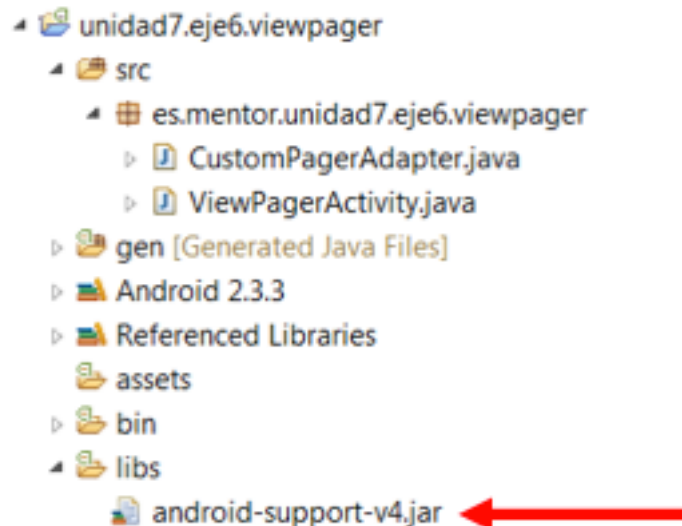 unidad7.eje6.viewpager
src
es.mentor.unidad7.eje6.viewpager
CustomPagerAdapter.java
ViewPagerActivity.java
gen [Generated Java Files]
Android 2.3.3
Referenced Libraries
assets
bin
libs
android-support-v4.jar